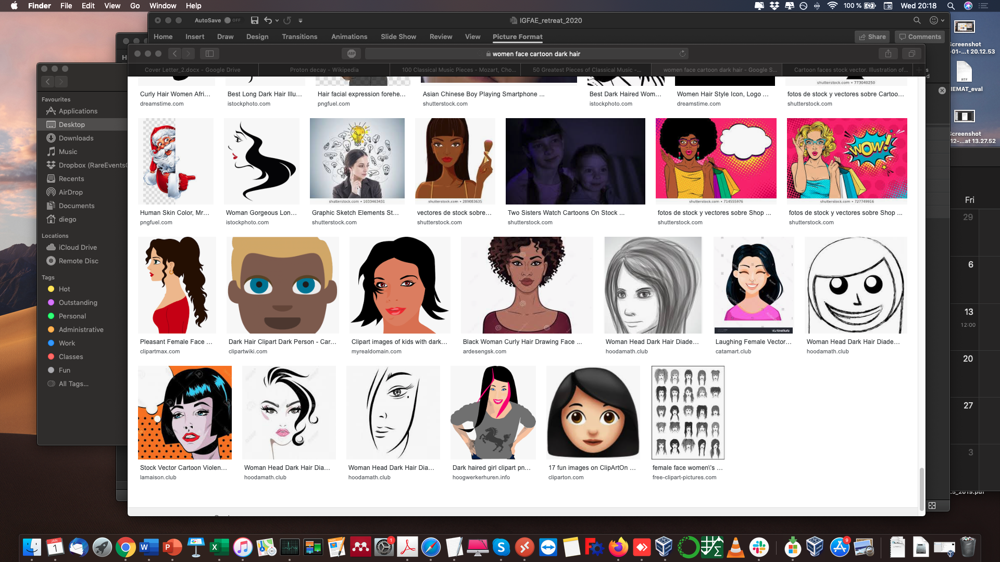 Finder File Edit View Go Window Help
100 % Wed 20:18
AutoSave OFF
IGFAE_retreat_2020
Home Insert Draw Design Transitions Animations Slide Show Review View Picture Format
Share Comments
ABP
women face cartoon dark hair
Cover Letter_2.docx - Google Drive
Proton decay - Wikipedia
100 Classical Music Pieces - Mozart, Cho...
50 Greatest Pieces of Classical Music -...
women face cartoon dark hair - Google S...
Cartoon faces stock vector. Illustration of...
Favourites
Applications
Desktop
Downloads
Music
Dropbox (RareEvents
Recents
AirDrop
Documents
diego
Locations
iCloud Drive
Remote Disc
Tags
Hot
Outstanding
Personal
Administrative
Work
Classes
Fun
All Tags...
shutterstock.com • 773040250
Curly Hair Women Afri...
dreamstime.com
Best Long Dark Hair Illu...
istockphoto.com
Hair facial expression forehe...
pngfuel.com
Asian Chinese Boy Playing Smartphone ...
shutterstock.com
Best Dark Haired Wom...
istockphoto.com
Women Hair Style Icon, Logo ...
dreamstime.com
fotos de stock y vectores sobre Cartoo...
shutterstock.com
shutterstock.com • 1033463431
shutterstock.com • 289083635
shutterstock.com • 714555976
WOW!
shutterstock.com • 727749916
Human Skin Color, Mr...
pngfuel.com
Woman Gorgeous Lon...
istockphoto.com
Graphic Sketch Elements St...
shutterstock.com
vectores de stock sobre...
shutterstock.com
Two Sisters Watch Cartoons On Stock ...
shutterstock.com
fotos de stock y vectores sobre Shop ...
shutterstock.com
fotos de stock y vectores sobre Shop ...
shutterstock.com
Pleasant Female Face ...
clipartmax.com
Dark Hair Clipart Dark Person - Car...
clipartwiki.com
Clipart images of kids with dark...
myrealdomain.com
Black Woman Curly Hair Drawing Face ...
ardesengsk.com
Woman Head Dark Hair Diade...
hoodamath.club
Laughing Female Vector...
catamart.club
Woman Head Dark Hair Diade...
hoodamath.club
Stock Vector Cartoon Violen...
lamaison.club
Woman Head Dark Hair Dia...
hoodamath.club
Woman Head Dark Hair Dia...
hoodamath.club
Dark haired girl clipart pn...
hoogwerkerhuren.info
17 fun images on ClipArtOn ...
cliparton.com
female face women\'s ...
free-clipart-pictures.com
Screenshot
-01-...t 20.12.53
RTF
IEMAT_eval
Screenshot
12-...at 13.27.52
Fri
29
6
13
12:00
20
27
3
5_2019.pdf
JAN
1
1
9